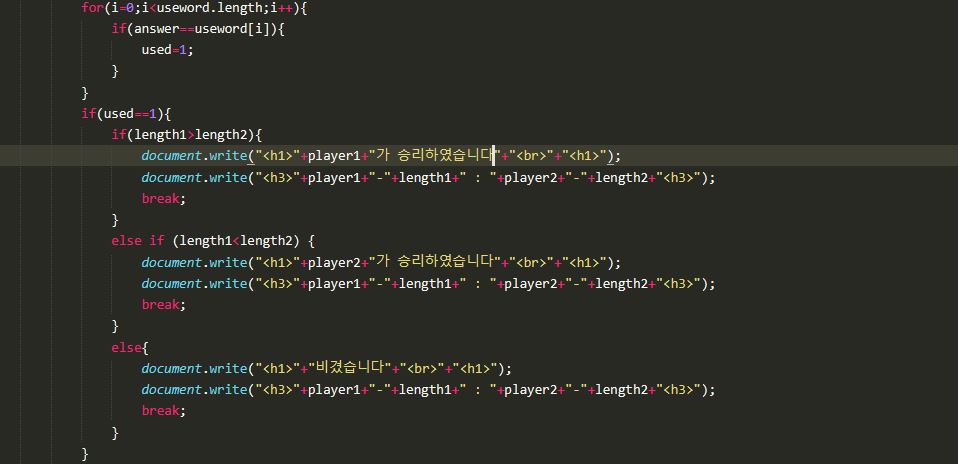 for(i=0;i<useword.length;i++){
if(answer==useword[i]){
used=1;
}
}
if(used==1){
if(length1>length2){
document.write("<h1>"+player1+"가 승리하였습니다"+"<br>"+"<h1>");
document.write("<h3>"+player1+"-"+length1+" : "+player2+"-"+length2+"<h3>");
break;
}
else if (length1<length2) {
document.write("<h1>"+player2+"가 승리하였습니다"+"<br>"+"<h1>");
document.write("<h3>"+player1+"-"+length1+" : "+player2+"-"+length2+"<h3>");
break;
}
else{
document.write("<h1>"+"비겼습니다"+"<br>"+"<h1>");
document.write("<h3>"+player1+"-"+length1+" : "+player2+"-"+length2+"<h3>");
break;
}
}